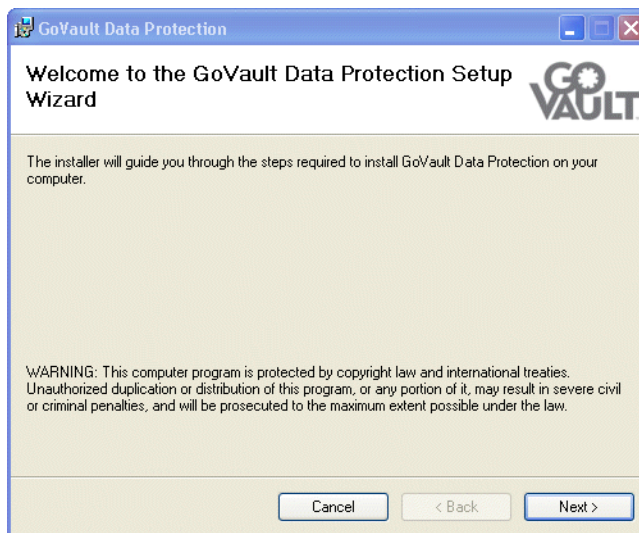 GoVault Data Protection
Welcome to the GoVault Data Protection Setup
Wizard
GO
VAULT
The installer will guide you through the steps required to install GoVault Data Protection on your
computer.
WARNING: This computer program is protected by copyright law and international treaties.
Unauthorized duplication or distribution of this program, or any portion of it, may result in severe civil
or criminal penalties, and will be prosecuted to the maximum extent possible under the law.
Cancel
< Back
Next >